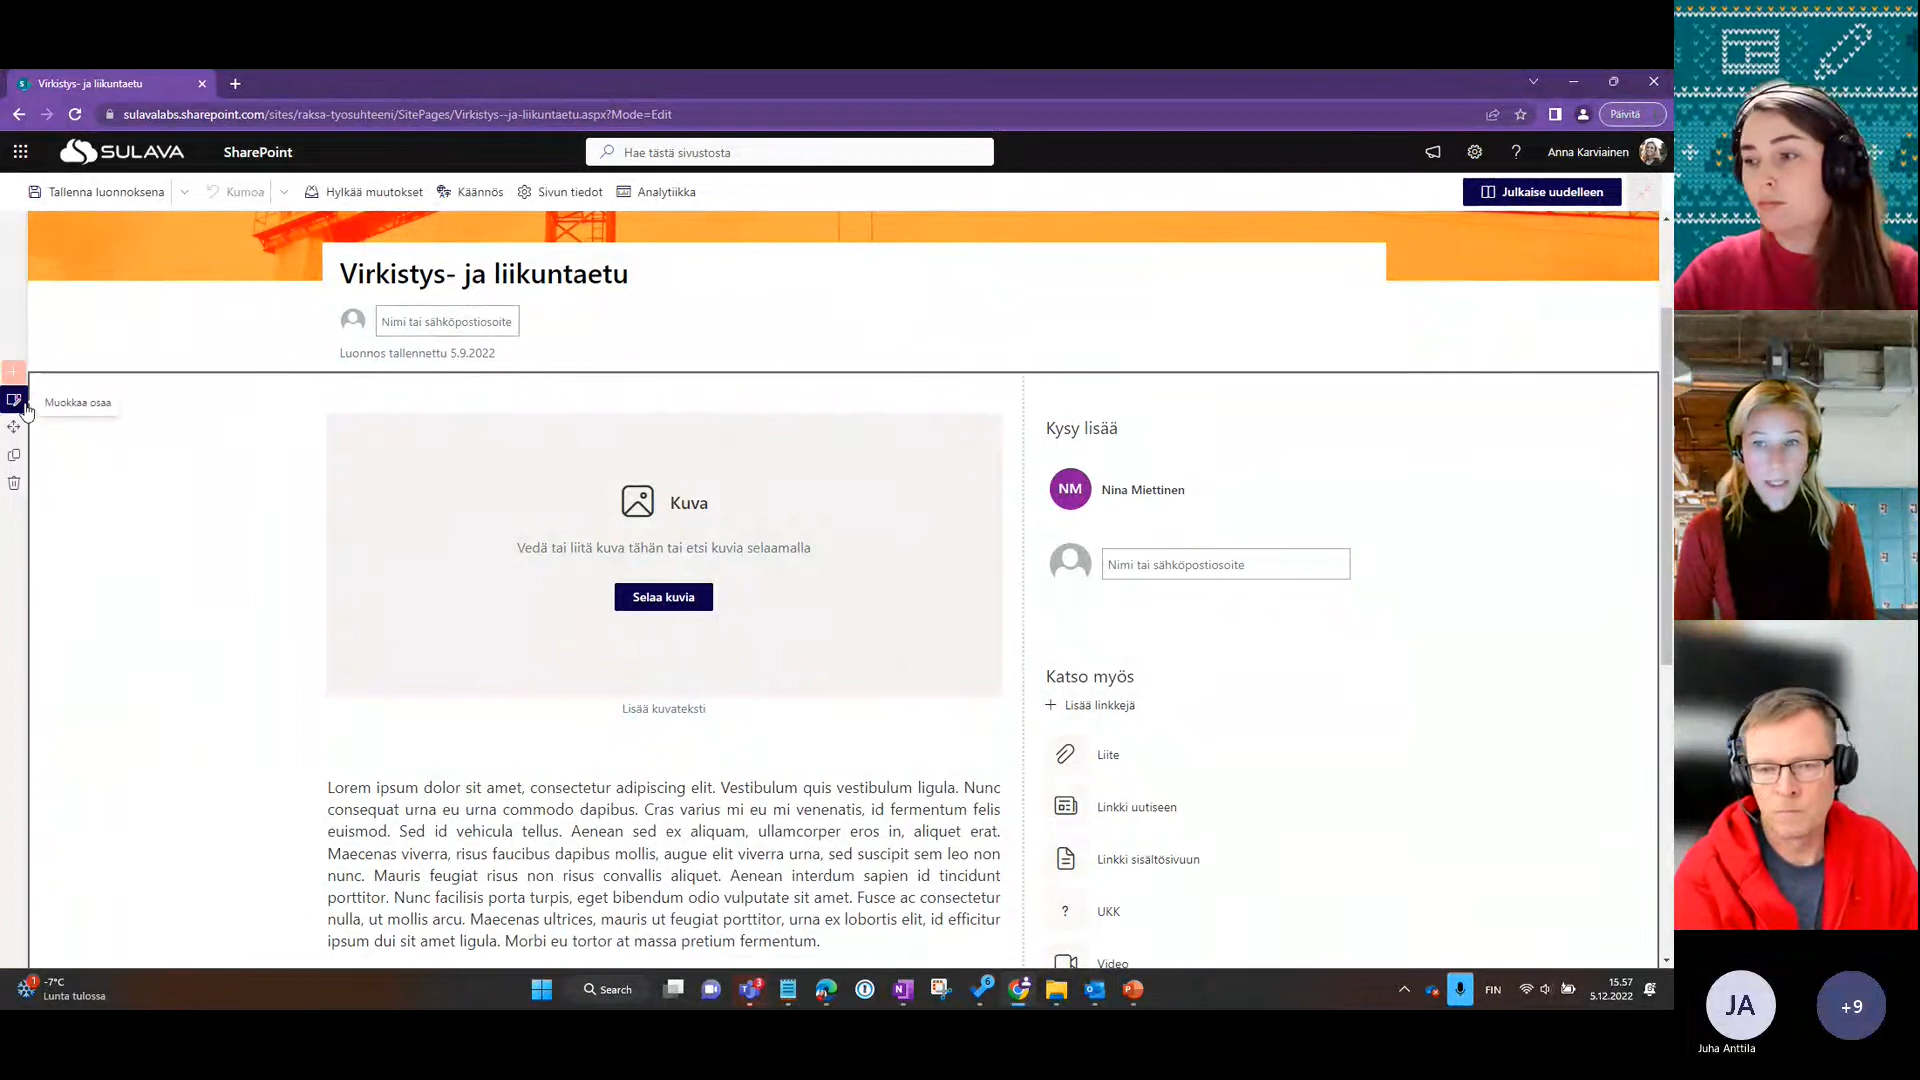 Virkistys- ja liikuntaetu
sulavalabs.sharepoint.com/sites/raksa-tyosuhteeni/SitePages/Virkistys--ja-liikuntaetu.aspx?Mode=Edit
Päivitä
SULAVA
SharePoint
Hae tästä sivustosta
Anna Karviainen
Tallenna luonnoksena
Kumoa
Hylkää muutokset
Käännös
Sivun tiedot
Analytiikka
Julkaise uudelleen
Virkistys- ja liikuntaetu
Nimi tai sähköpostiosoite
Luonnos tallennettu 5.9.2022
Muokkaa osaa
Kuva
Vedä tai liitä kuva tähän tai etsi kuvia selaamalla
Selaa kuvia
Lisää kuvateksti
Lorem ipsum dolor sit amet, consectetur adipiscing elit. Vestibulum quis vestibulum ligula. Nunc
consequat urna eu urna commodo dapibus. Cras varius mi eu mi venenatis, id fermentum felis
euismod. Sed id vehicula tellus. Aenean sed ex aliquam, ullamcorper eros in, aliquet erat.
Maecenas viverra, risus faucibus dapibus mollis, augue elit viverra urna, sed suscipit sem leo non
nunc. Mauris feugiat risus non risus convallis aliquet. Aenean interdum sapien id tincidunt
porttitor. Nunc facilisis porta turpis, eget bibendum odio vulputate sit amet. Fusce ac consectetur
nulla, ut mollis arcu. Maecenas ultrices, mauris ut feugiat porttitor, urna ex lobortis elit, id efficitur
ipsum dui sit amet ligula. Morbi eu tortor at massa pretium fermentum.
Kysy lisää
NM
Nina Miettinen
Nimi tai sähköpostiosoite
Katso myös
Lisää linkkejä
Liite
Linkki uutiseen
Linkki sisältösivuun
UKK
Video
1
-7°C
Lunta tulossa
Search
3
6
FIN
15.57
5.12.2022
JA
Juha Anttila
+9